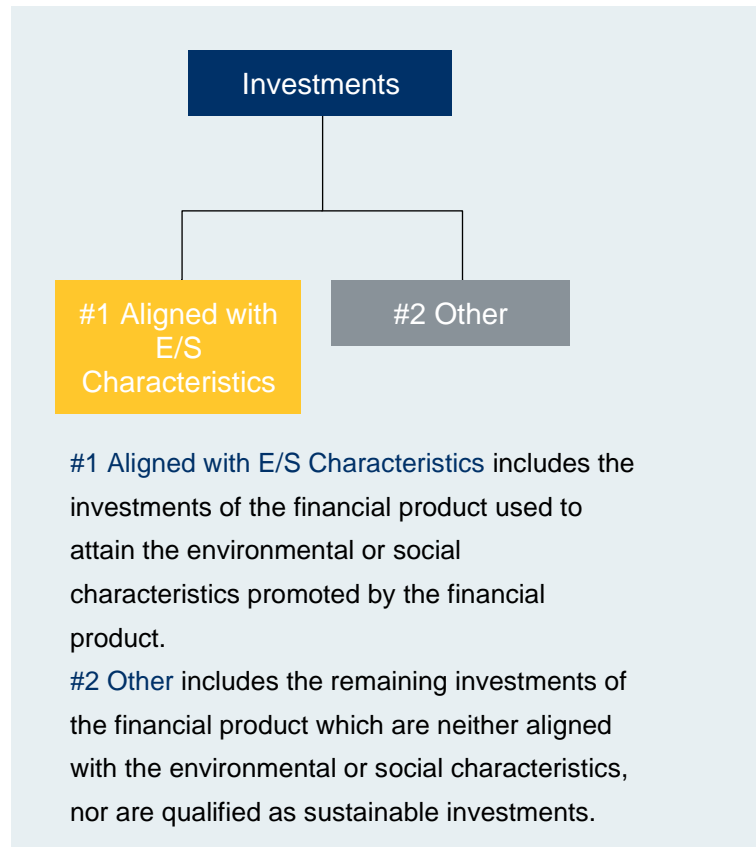 Investments
#1 Aligned with
E/S
Characteristics
#2 Other
#1 Aligned with E/S Characteristics includes the
investments of the financial product used to
attain the environmental or social
characteristics promoted by the financial
product.
#2 Other includes the remaining investments of
the financial product which are neither aligned
with the environmental or social characteristics,
nor are qualified as sustainable investments.